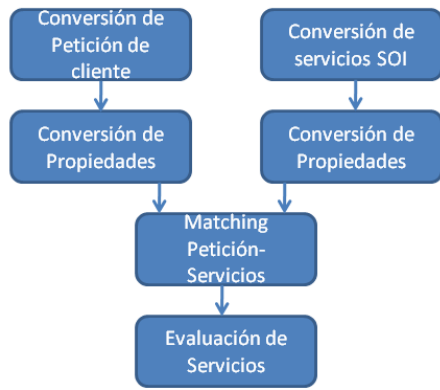 Conversión de
Petición de
cliente
Conversión de
servicios SOI
Conversión de
Propiedades
Conversión de
Propiedades
Matching
Petición-
Servicios
Evaluación de
Servicios